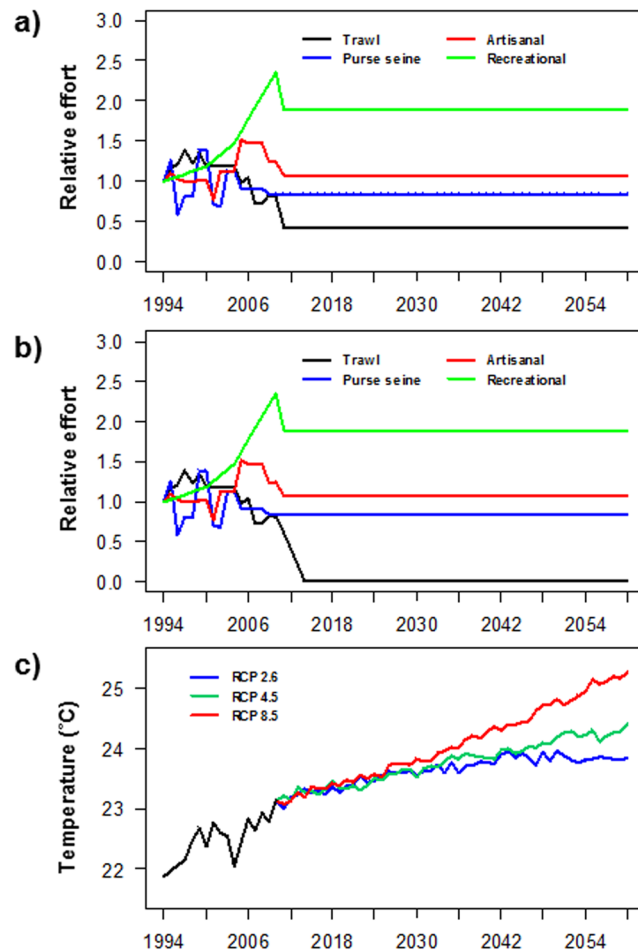 a)
Relative effort
3.0
2.5
2.0
1.5
1.0
0.5
0.0
Trawl
Purse seine
Artisanal
Recreational
1994 2006 2018 2030 2042 2054
b)
Relative effort
3.0
2.5
2.0
1.5
1.0
0.5
0.0
Trawl
Purse seine
Artisanal
Recreational
1994 2006 2018 2030 2042 2054
c)
Temperature (°C)
25
24
23
22
RCP 2.6
RCP 4.5
RCP 8.5
1994 2006 2018 2030 2042 2054